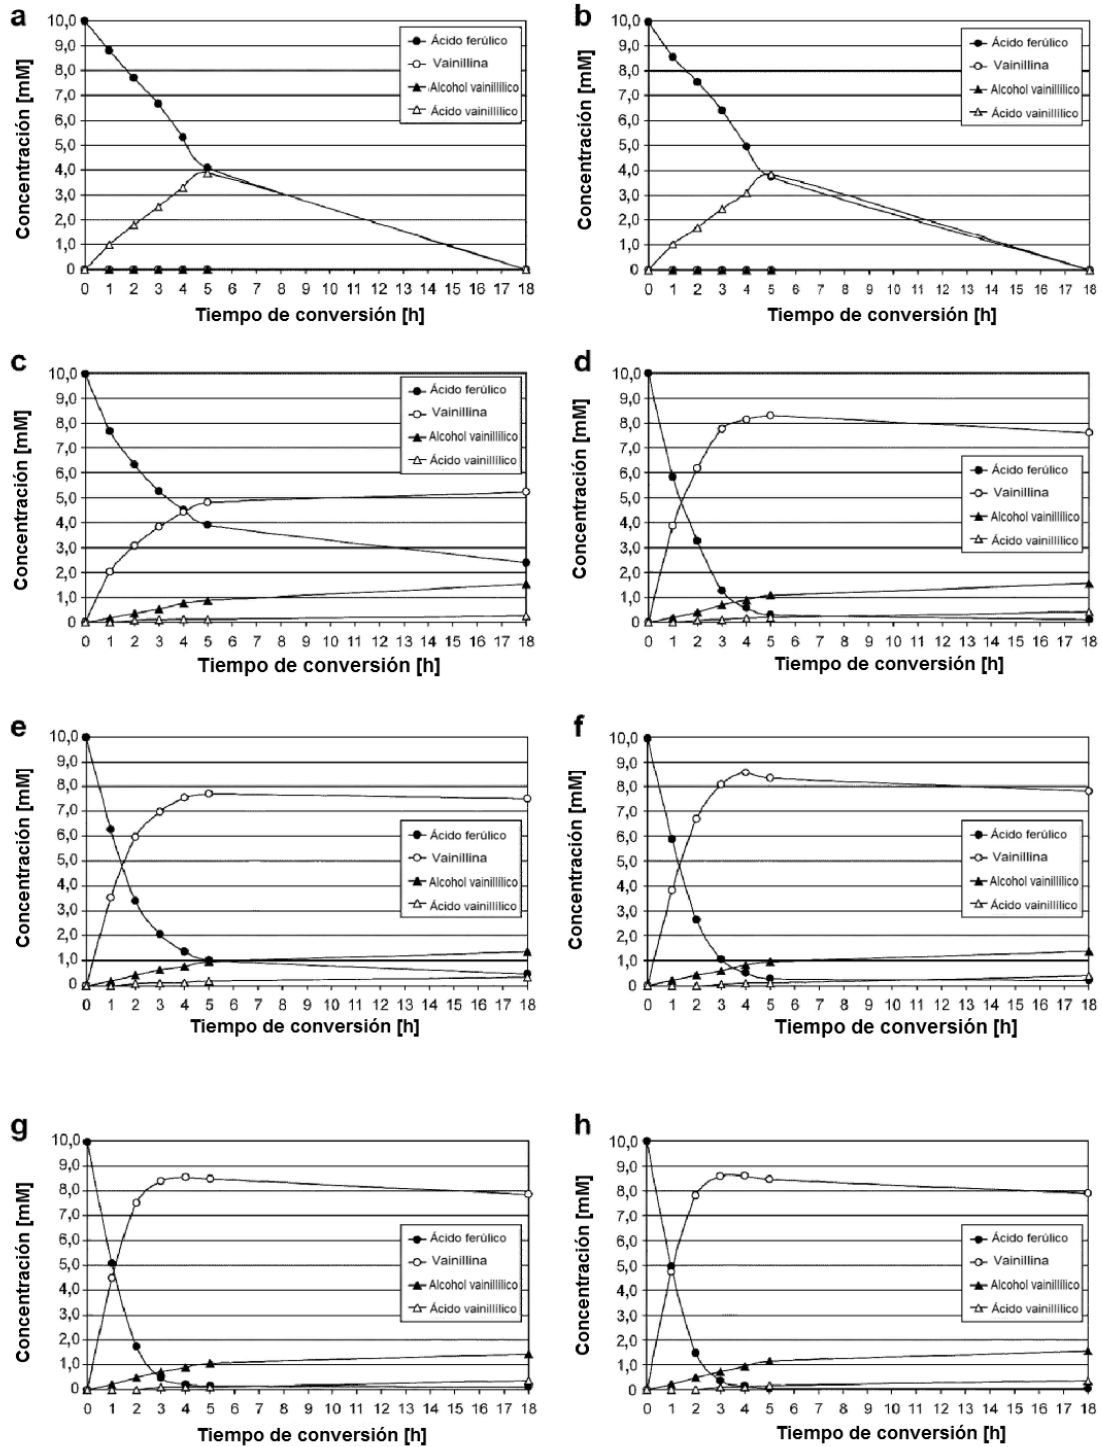 a
10,0
9,0
8,0
7,0
6,0
5,0
4,0
3,0
2,0
1,0
0
Concentración [mM]
Ácido ferúlico
Vainillina
Alcohol vainillílico
Ácido vainillílico
0 1 2 3 4 5 6 7 8 9 10 11 12 13 14 15 16 17 18
Tiempo de conversión [h]
b
10,0
9,0
8,0
7,0
6,0
5,0
4,0
3,0
2,0
1,0
0
Concentración [mM]
Ácido ferúlico
Vainillina
Alcohol vainillílico
Ácido vainillílico
0 1 2 3 4 5 6 7 8 9 10 11 12 13 14 15 16 17 18
Tiempo de conversión [h]
c
10,0
9,0
8,0
7,0
6,0
5,0
4,0
3,0
2,0
1,0
0
Concentración [mM]
Ácido ferúlico
Vainillina
Alcohol vainillílico
Ácido vainillílico
0 1 2 3 4 5 6 7 8 9 10 11 12 13 14 15 16 17 18
Tiempo de conversión [h]
d
10,0
9,0
8,0
7,0
6,0
5,0
4,0
3,0
2,0
1,0
0
Concentración [mM]
Ácido ferúlico
Vainillina
Alcohol vainillílico
Ácido vainillílico
0 1 2 3 4 5 6 7 8 9 10 11 12 13 14 15 16 17 18
Tiempo de conversión [h]
e
10,0
9,0
8,0
7,0
6,0
5,0
4,0
3,0
2,0
1,0
0
Concentración [mM]
Ácido ferúlico
Vainillina
Alcohol vainillílico
Ácido vainillílico
0 1 2 3 4 5 6 7 8 9 10 11 12 13 14 15 16 17 18
Tiempo de conversión [h]
f
10,0
9,0
8,0
7,0
6,0
5,0
4,0
3,0
2,0
1,0
0
Concentración [mM]
Ácido ferúlico
Vainillina
Alcohol vainillílico
Ácido vainillílico
0 1 2 3 4 5 6 7 8 9 10 11 12 13 14 15 16 17 18
Tiempo de conversión [h]
g
10,0
9,0
8,0
7,0
6,0
5,0
4,0
3,0
2,0
1,0
0
Concentración [mM]
Ácido ferúlico
Vainillina
Alcohol vainillílico
Ácido vainillílico
0 1 2 3 4 5 6 7 8 9 10 11 12 13 14 15 16 17 18
Tiempo de conversión [h]
h
10,0
9,0
8,0
7,0
6,0
5,0
4,0
3,0
2,0
1,0
0
Concentración [mM]
Ácido ferúlico
Vainillina
Alcohol vainillílico
Ácido vainillílico
0 1 2 3 4 5 6 7 8 9 10 11 12 13 14 15 16 17 18
Tiempo de conversión [h]